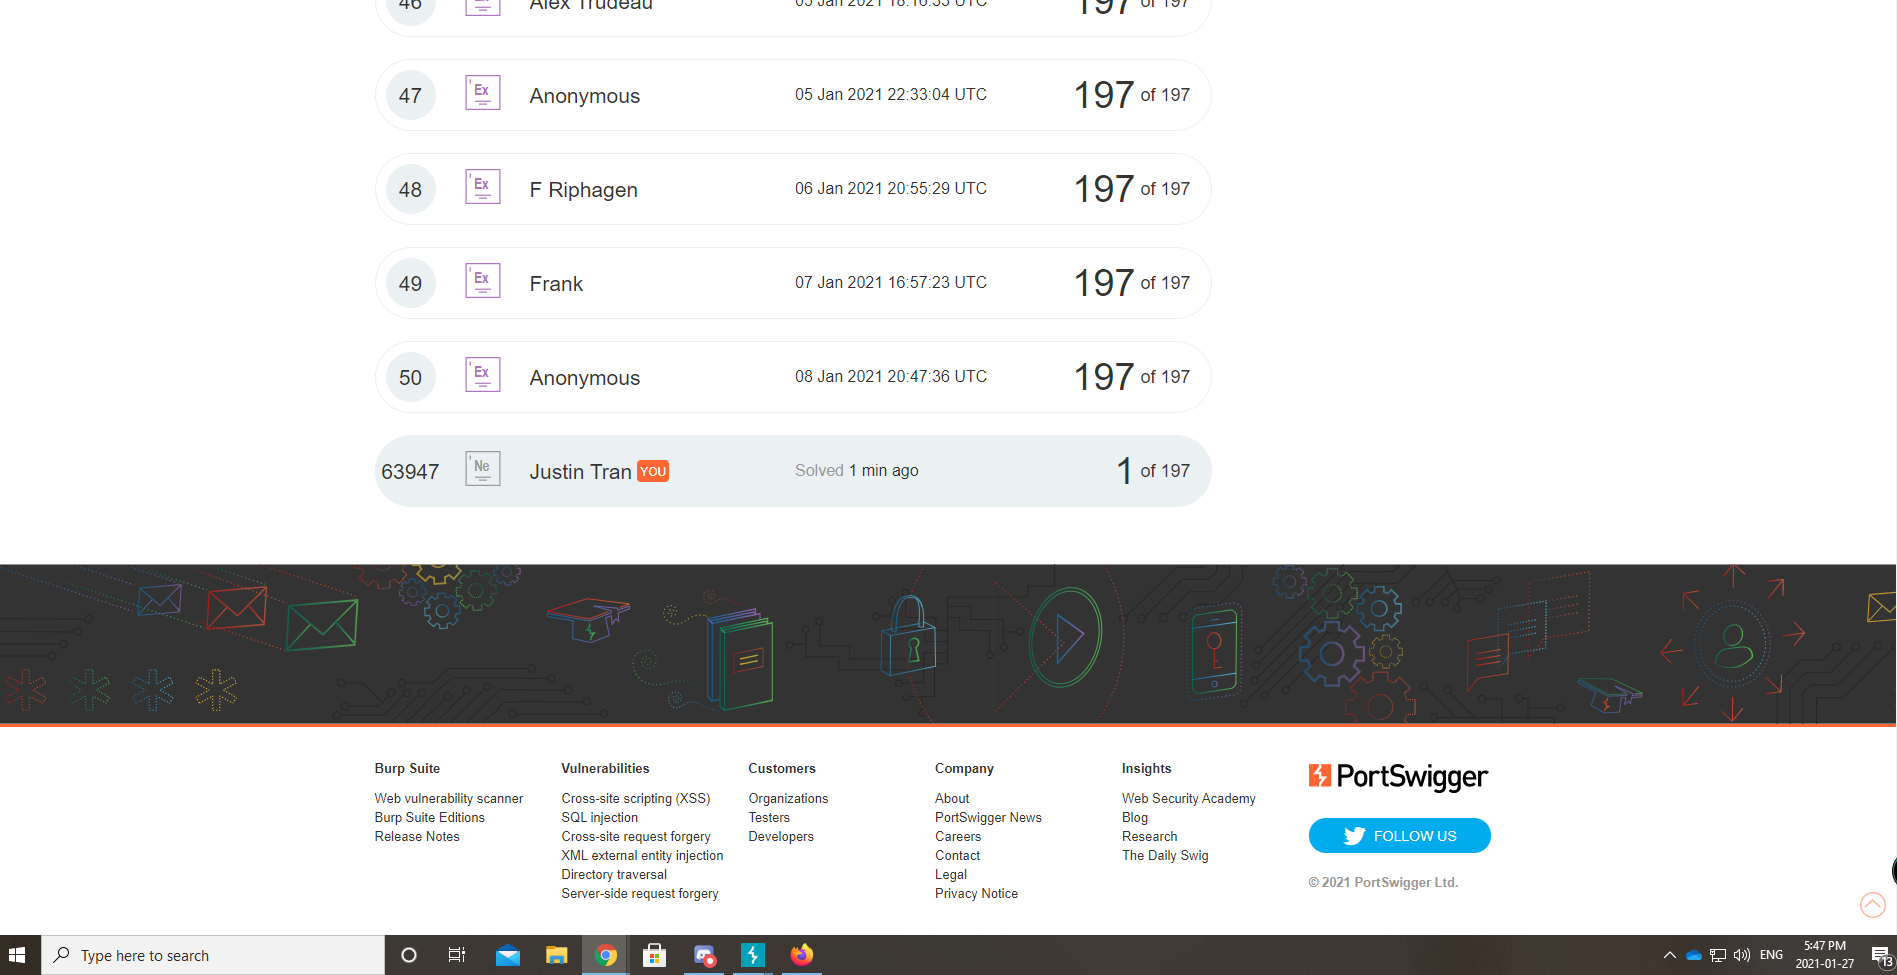 46 Ex Alex Trudeau 05 Jan 2021 18:16:35 UTC 197 of 197
47 Ex Anonymous 05 Jan 2021 22:33:04 UTC 197 of 197
48 Ex F Riphagen 06 Jan 2021 20:55:29 UTC 197 of 197
49 Ex Frank 07 Jan 2021 16:57:23 UTC 197 of 197
50 Ex Anonymous 08 Jan 2021 20:47:36 UTC 197 of 197
63947 Ne Justin Tran YOU Solved 1 min ago 1 of 197
Burp Suite
Web vulnerability scanner
Burp Suite Editions
Release Notes
Vulnerabilities
Cross-site scripting (XSS)
SQL injection
Cross-site request forgery
XML external entity injection
Directory traversal
Server-side request forgery
Customers
Organizations
Testers
Developers
Company
About
PortSwigger News
Careers
Contact
Legal
Privacy Notice
Insights
Web Security Academy
Blog
Research
The Daily Swig
PortSwigger
FOLLOW US
© 2021 PortSwigger Ltd.
Type here to search
ENG
5:47 PM
2021-01-27
13